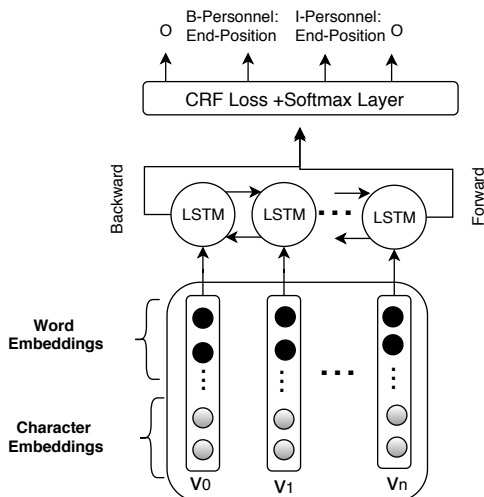 B-Personnel: I-Personnel:
O End-Position End-Position O
CRF Loss +Softmax Layer
Backward
Forward
LSTM LSTM ... LSTM
Word
Embeddings
...
Character
Embeddings
V0 V1 Vn